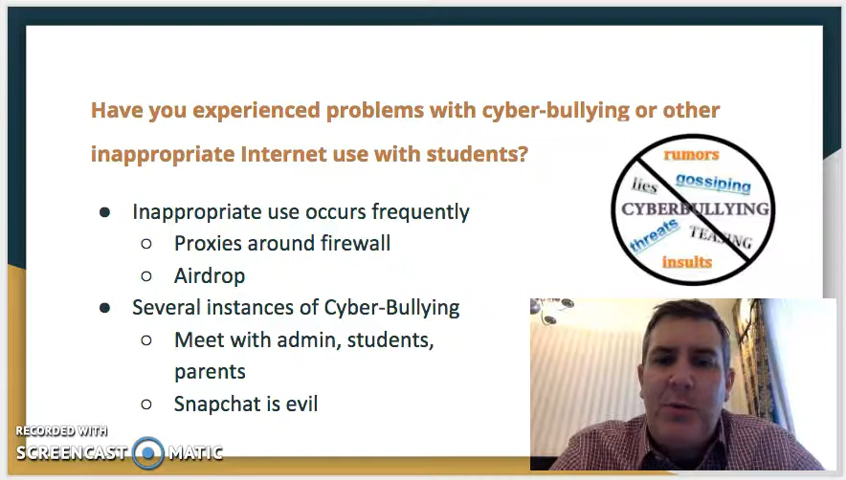 Have you experienced problems with cyber-bullying or other
inappropriate Internet use with students?
● Inappropriate use occurs frequently
○ Proxies around firewall
○ Airdrop
● Several instances of Cyber-Bullying
○ Meet with admin, students,
parents
○ Snapchat is evil
rumors
lies gossiping
CYBERBULLYING
threats TEASING
insults
RECORDED WITH
SCREENCAST MATIC